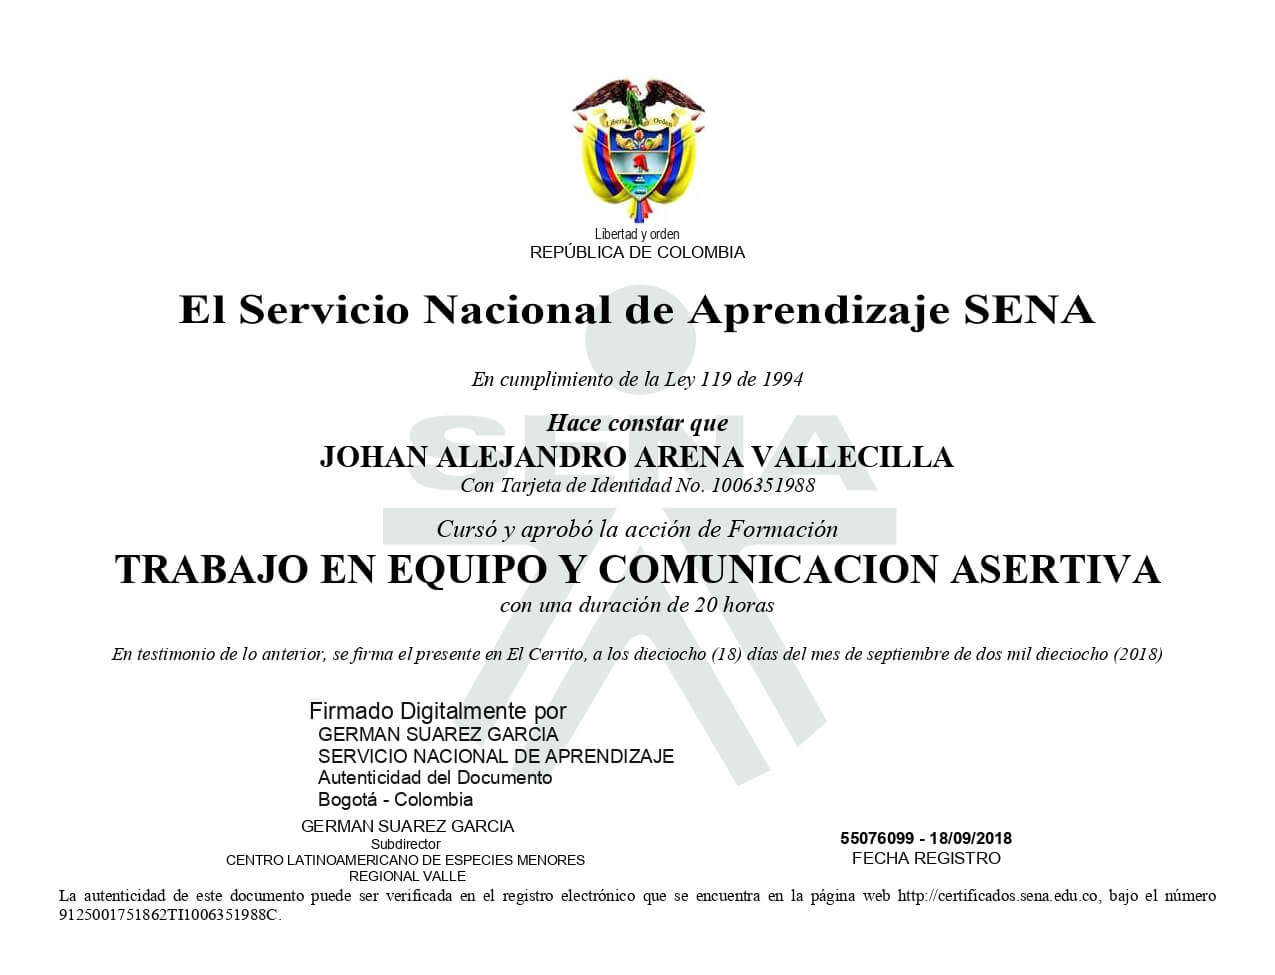 Libertad y Orden
Libertad y orden
REPÚBLICA DE COLOMBIA
El Servicio Nacional de Aprendizaje SENA
En cumplimiento de la Ley 119 de 1994
SENA
Hace constar que
JOHAN ALEJANDRO ARENA VALLECILLA
Con Tarjeta de Identidad No. 1006351988
Cursó y aprobó la acción de Formación
TRABAJO EN EQUIPO Y COMUNICACION ASERTIVA
con una duración de 20 horas
En testimonio de lo anterior, se firma el presente en El Cerrito, a los dieciocho (18) días del mes de septiembre de dos mil dieciocho (2018)
Firmado Digitalmente por
GERMAN SUAREZ GARCIA
SERVICIO NACIONAL DE APRENDIZAJE
Autenticidad del Documento
Bogotá - Colombia
GERMAN SUAREZ GARCIA
Subdirector
CENTRO LATINOAMERICANO DE ESPECIES MENORES
REGIONAL VALLE
55076099 - 18/09/2018
FECHA REGISTRO
La autenticidad de este documento puede ser verificada en el registro electrónico que se encuentra en la página web http://certificados.sena.edu.co, bajo el número
9125001751862TI1006351988C.